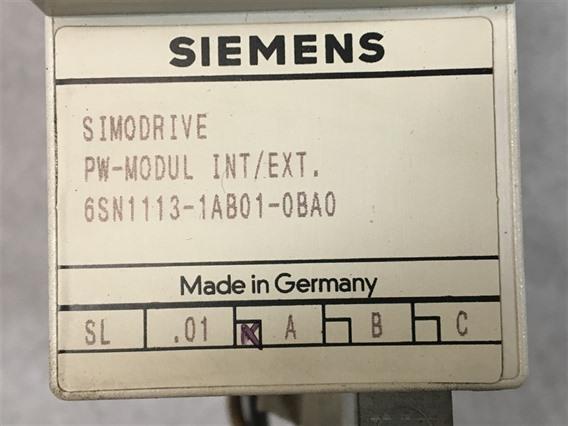 SIEMENS
SIMODRIVE
PW-MODUL INT/EXT.
6SN1113-1AB01-0BA0
Made in Germany
SL .01 A B C